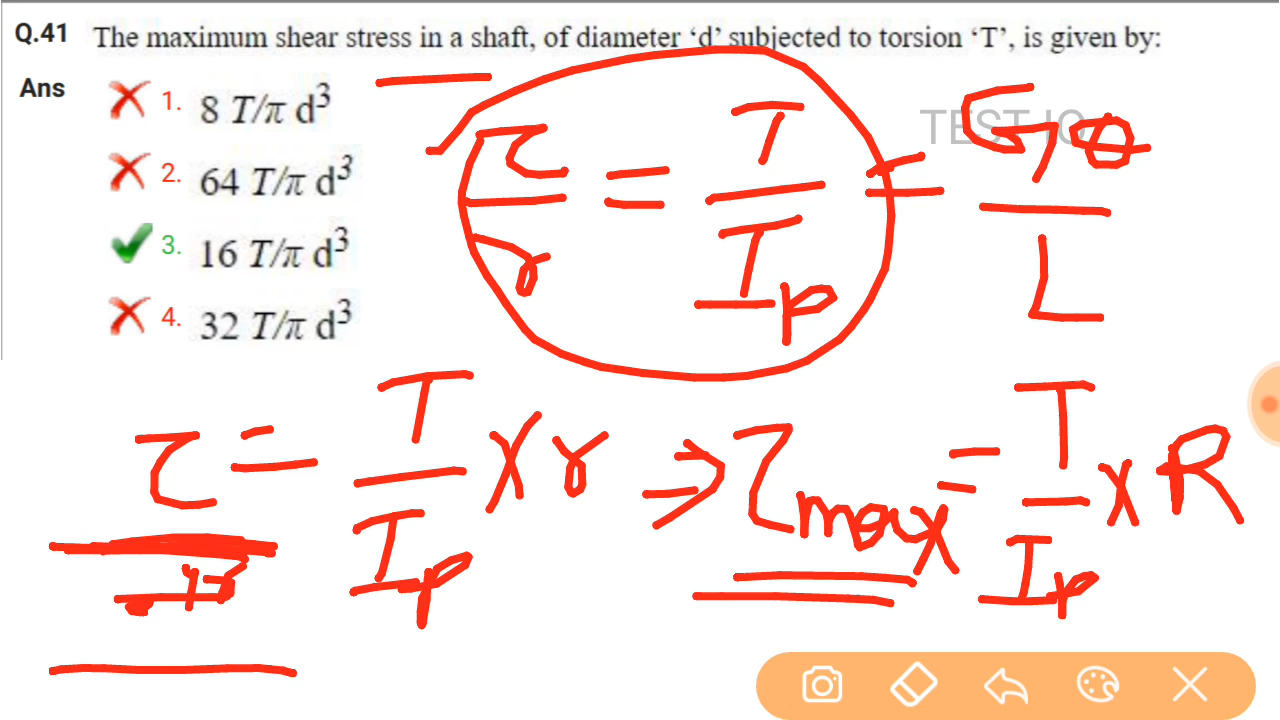 Q.41 The maximum shear stress in a shaft, of diameter ‘d’ subjected to torsion ‘T’, is given by:
Ans
1. 8 T/π d³
2. 64 T/π d³
3. 16 T/π d³
4. 32 T/π d³
TEST IO
τ/r = T/Ip = Gθ/L
τ = T/Ip × r ⇒ τmax = T/Ip × R